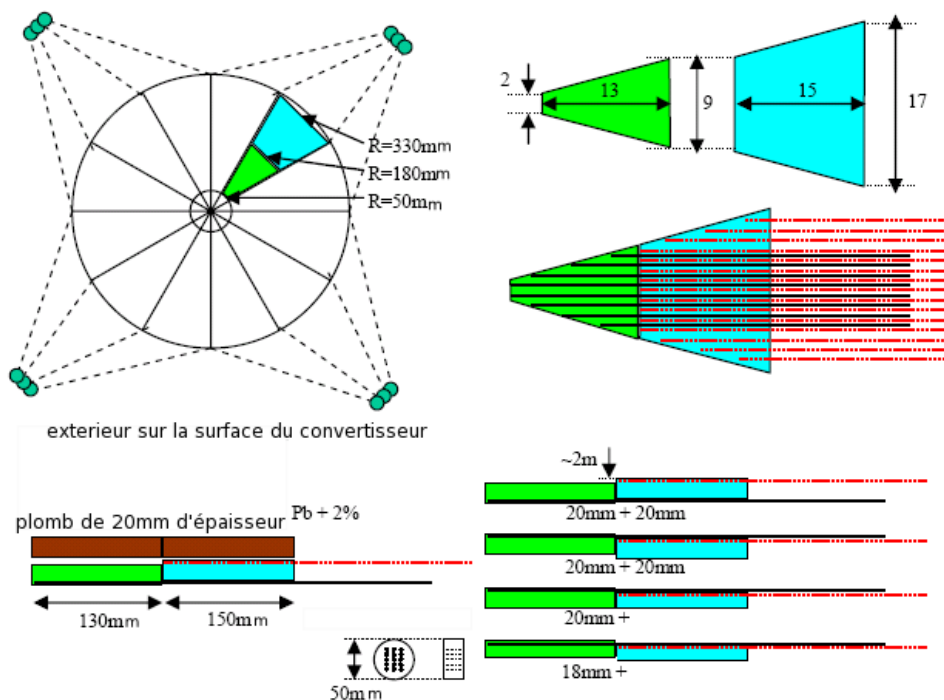 R=330mm
R=180mm
R=50mm
2
13
9
15
17
exterieur sur la surface du convertisseur
plomb de 20mm d'épaisseur
Pb + 2%
130mm
150mm
50mm
~2m
20mm + 20mm
20mm + 20mm
20mm +
18mm +